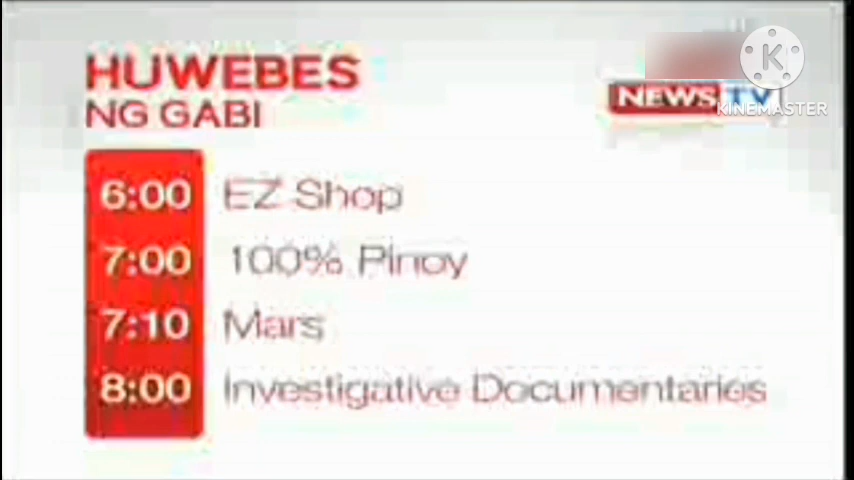 HUWEBES
NG GABI
NEWS TV
KINEMASTER
6:00 EZ Shop
7:00 100% Pinoy
7:10 Mars
8:00 Investigative Documentaries